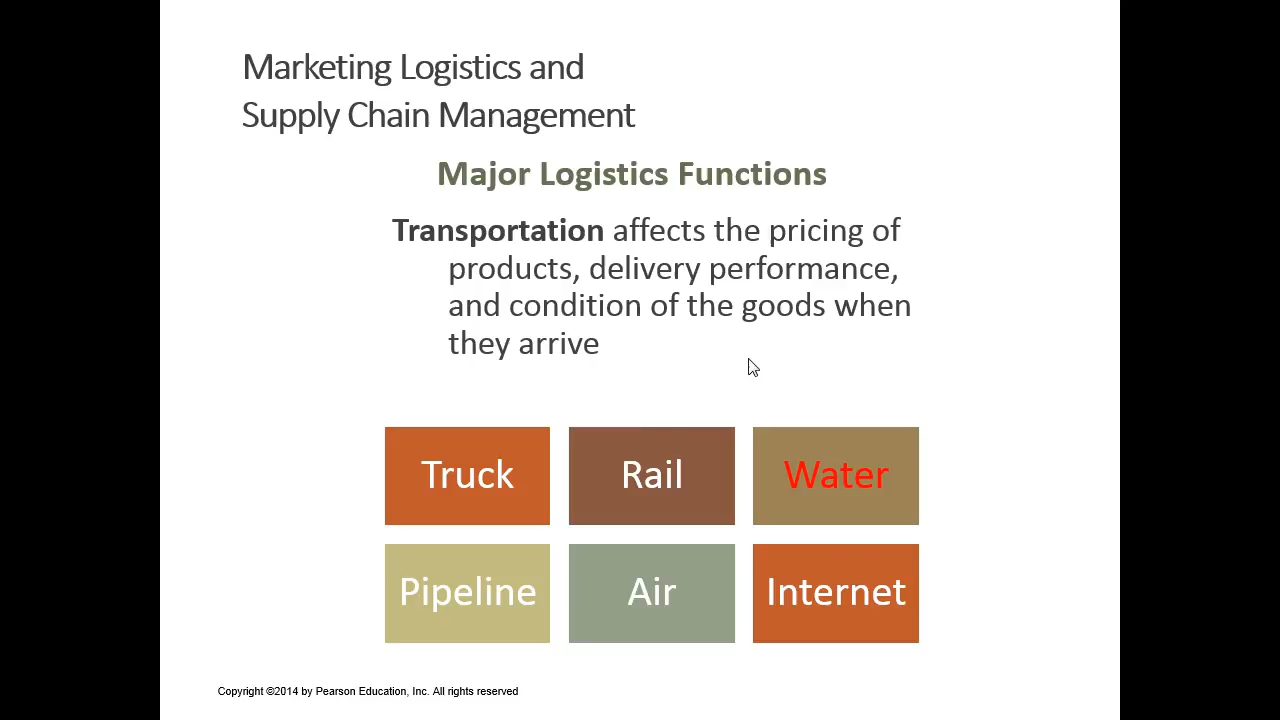 Marketing Logistics and
Supply Chain Management
Major Logistics Functions
Transportation affects the pricing of
products, delivery performance,
and condition of the goods when
they arrive
Truck
Rail
Water
Pipeline
Air
Internet
Copyright ©2014 by Pearson Education, Inc. All rights reserved